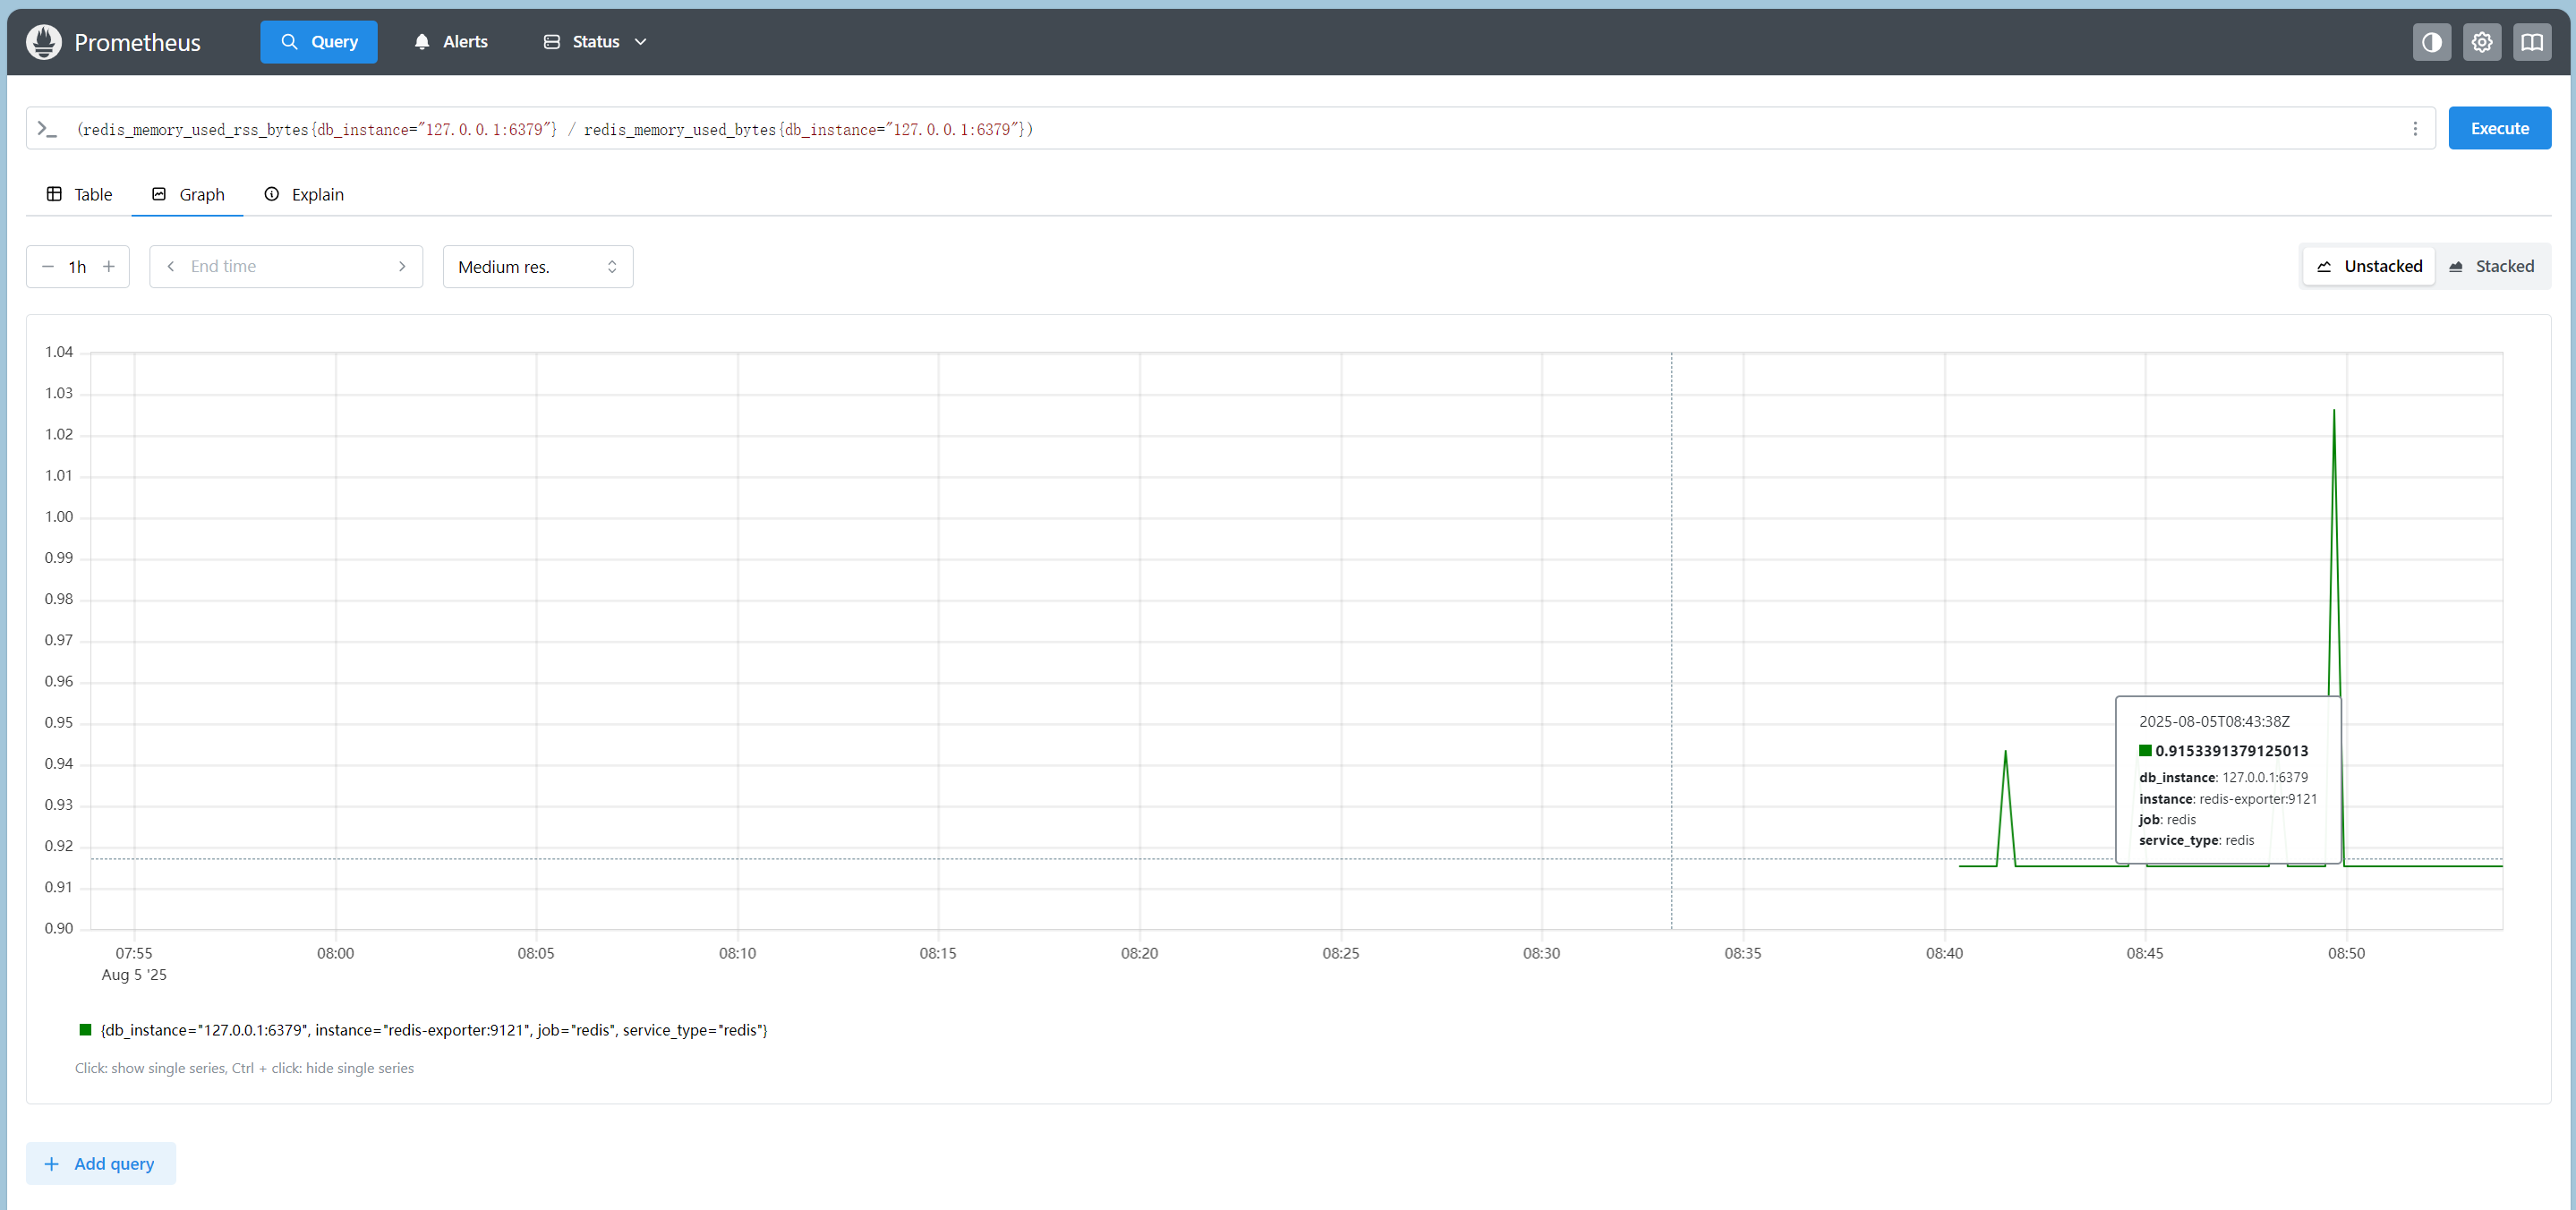 Prometheus Query Alerts Status
(redis_memory_used_rss_bytes{db_instance="127.0.0.1:6379"} / redis_memory_used_bytes{db_instance="127.0.0.1:6379"})
Execute
Table Graph Explain
1h End time Medium res. Unstacked Stacked
1.04
1.03
1.02
1.01
1.00
0.99
0.98
0.97
0.96
0.95
0.94
0.93
0.92
0.91
0.90
2025-08-05T08:43:38Z
0.9153391379125013
db_instance: 127.0.0.1:6379
instance: redis-exporter:9121
job: redis
service_type: redis
07:55 08:00 08:05 08:10 08:15 08:20 08:25 08:30 08:35 08:40 08:45 08:50
Aug 5 '25
{db_instance="127.0.0.1:6379", instance="redis-exporter:9121", job="redis", service_type="redis"}
Click: show single series, Ctrl + click: hide single series
Add query